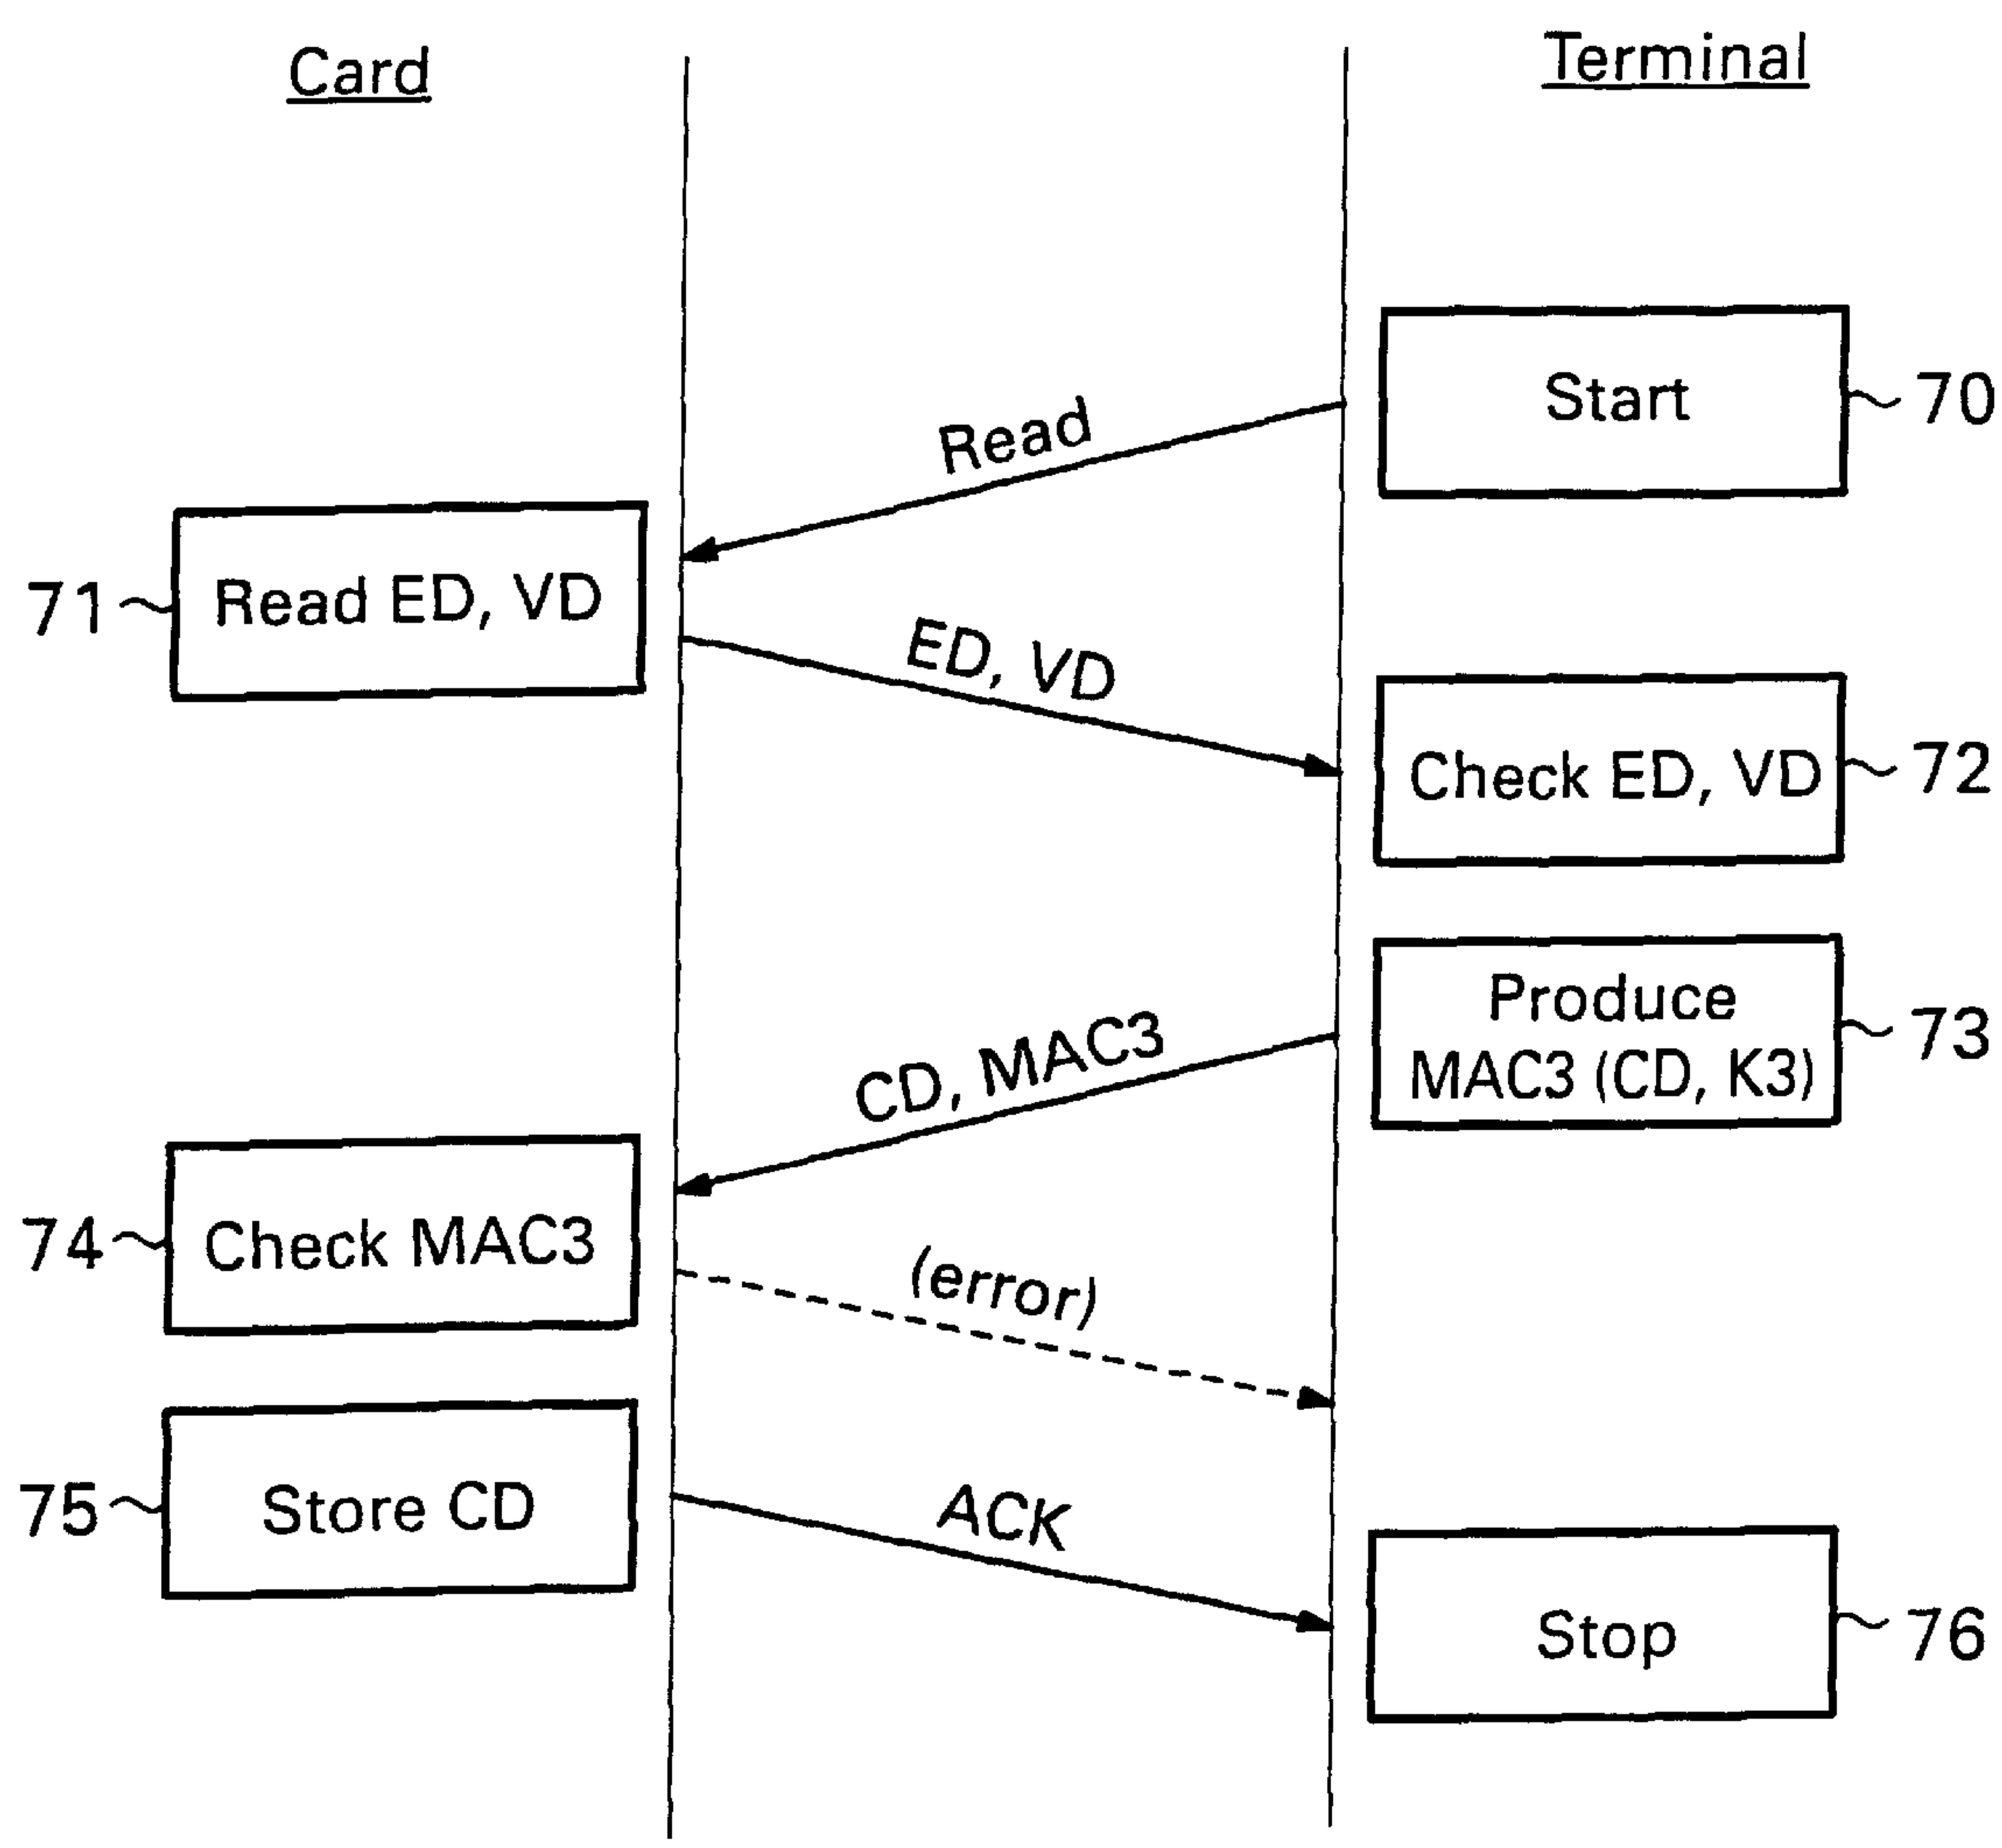 Card
Terminal
Start
70
Read
71
Read ED, VD
ED, VD
Check ED, VD
72
Produce
MAC3 (CD, K3)
73
CD, MAC3
74
Check MAC3
(error)
75
Store CD
ACK
Stop
76